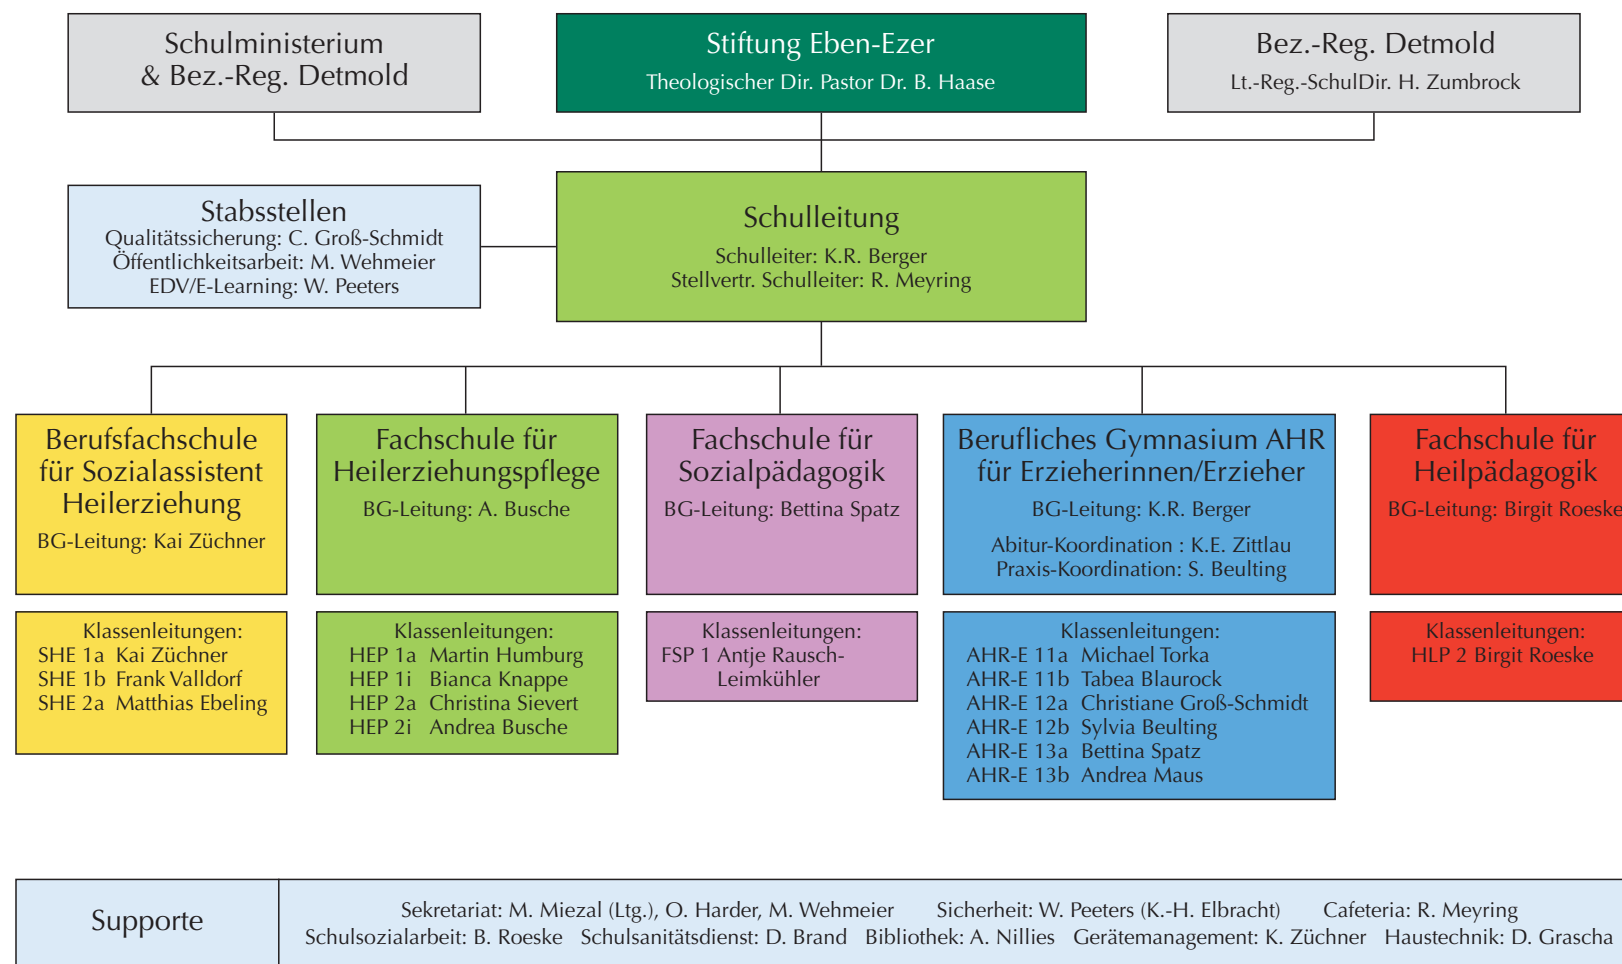 Schulministerium
& Bez.-Reg. Detmold
Stiftung Eben-Ezer
Theologischer Dir. Pastor Dr. B. Haase
Bez.-Reg. Detmold
Lt.-Reg.-SchulDir. H. Zumbrock
Stabsstellen
Qualitätssicherung: C. Groß-Schmidt
Öffentlichkeitsarbeit: M. Wehmeier
EDV/E-Learning: W. Peeters
Schulleitung
Schulleiter: K.R. Berger
Stellvertr. Schulleiter: R. Meyring
Berufsfachschule
für Sozialassistent
Heilerziehung
BG-Leitung: Kai Züchner
Fachschule für
Heilerziehungspflege
BG-Leitung: A. Busche
Fachschule für
Sozialpädagogik
BG-Leitung: Bettina Spatz
Berufliches Gymnasium AHR
für Erzieherinnen/Erzieher
BG-Leitung: K.R. Berger
Abitur-Koordination : K.E. Zittlau
Praxis-Koordination: S. Beulting
Fachschule für
Heilpädagogik
BG-Leitung: Birgit Roeske
Klassenleitungen:
SHE 1a Kai Züchner
SHE 1b Frank Valldorf
SHE 2a Matthias Ebeling
Klassenleitungen:
HEP 1a Martin Humburg
HEP 1i Bianca Knappe
HEP 2a Christina Sievert
HEP 2i Andrea Busche
Klassenleitungen:
FSP 1 Antje Rausch-
Leimkühler
Klassenleitungen:
AHR-E 11a Michael Torka
AHR-E 11b Tabea Blaurock
AHR-E 12a Christiane Groß-Schmidt
AHR-E 12b Sylvia Beulting
AHR-E 13a Bettina Spatz
AHR-E 13b Andrea Maus
Klassenleitungen:
HLP 2 Birgit Roeske
Supporte
Sekretariat: M. Miezal (Ltg.), O. Harder, M. Wehmeier Sicherheit: W. Peeters (K.-H. Elbracht) Cafeteria: R. Meyring
Schulsozialarbeit: B. Roeske Schulsanitätsdienst: D. Brand Bibliothek: A. Nillies Gerätemanagement: K. Züchner Haustechnik: D. Grascha